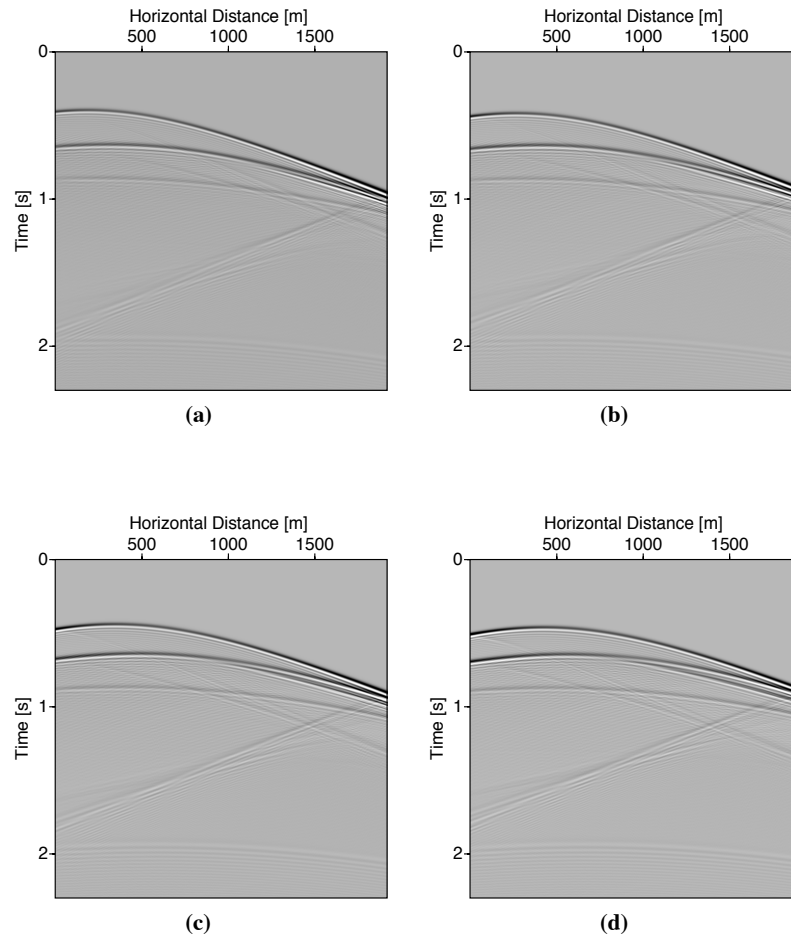 Horizontal Distance [m]
500 1000 1500
0
1
2
Time [s]
(a)
Horizontal Distance [m]
500 1000 1500
0
1
2
Time [s]
(b)
Horizontal Distance [m]
500 1000 1500
0
1
2
Time [s]
(c)
Horizontal Distance [m]
500 1000 1500
0
1
2
Time [s]
(d)